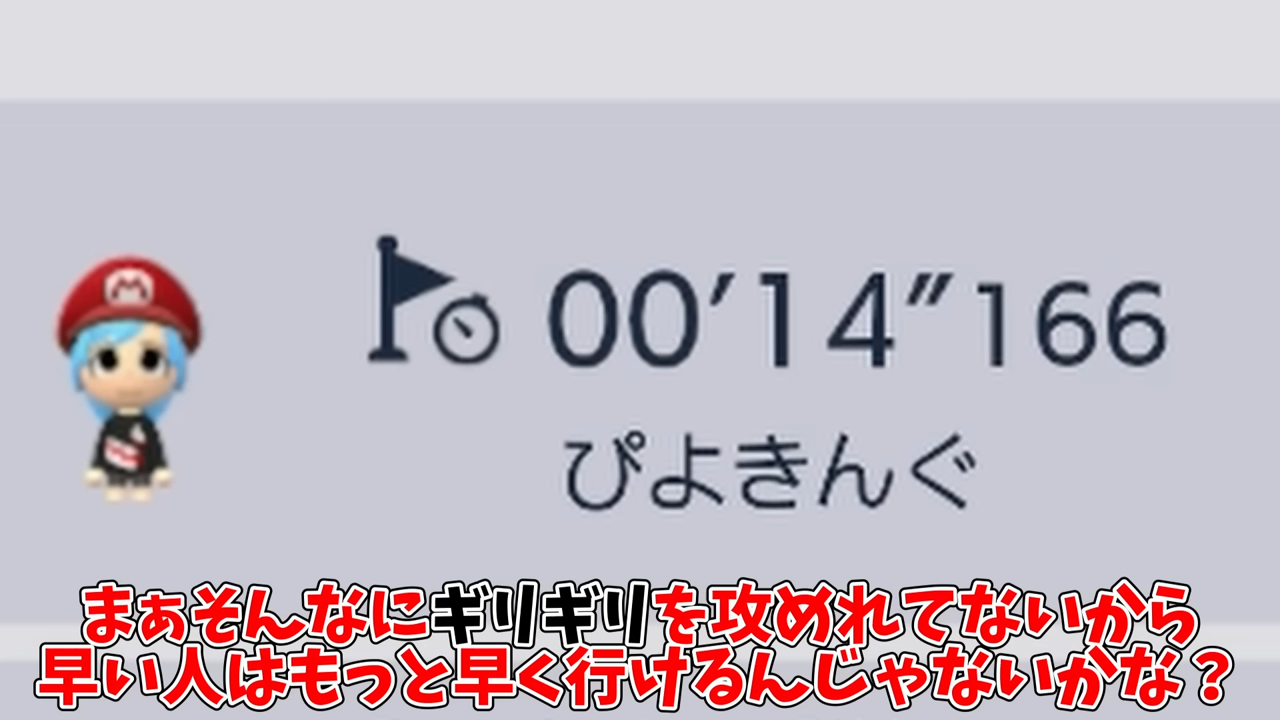 M
00′14″166
ぴよきんぐ
まぁそんなにギリギリを攻めれてないから
早い人はもっと早く行けるんじゃないかな？